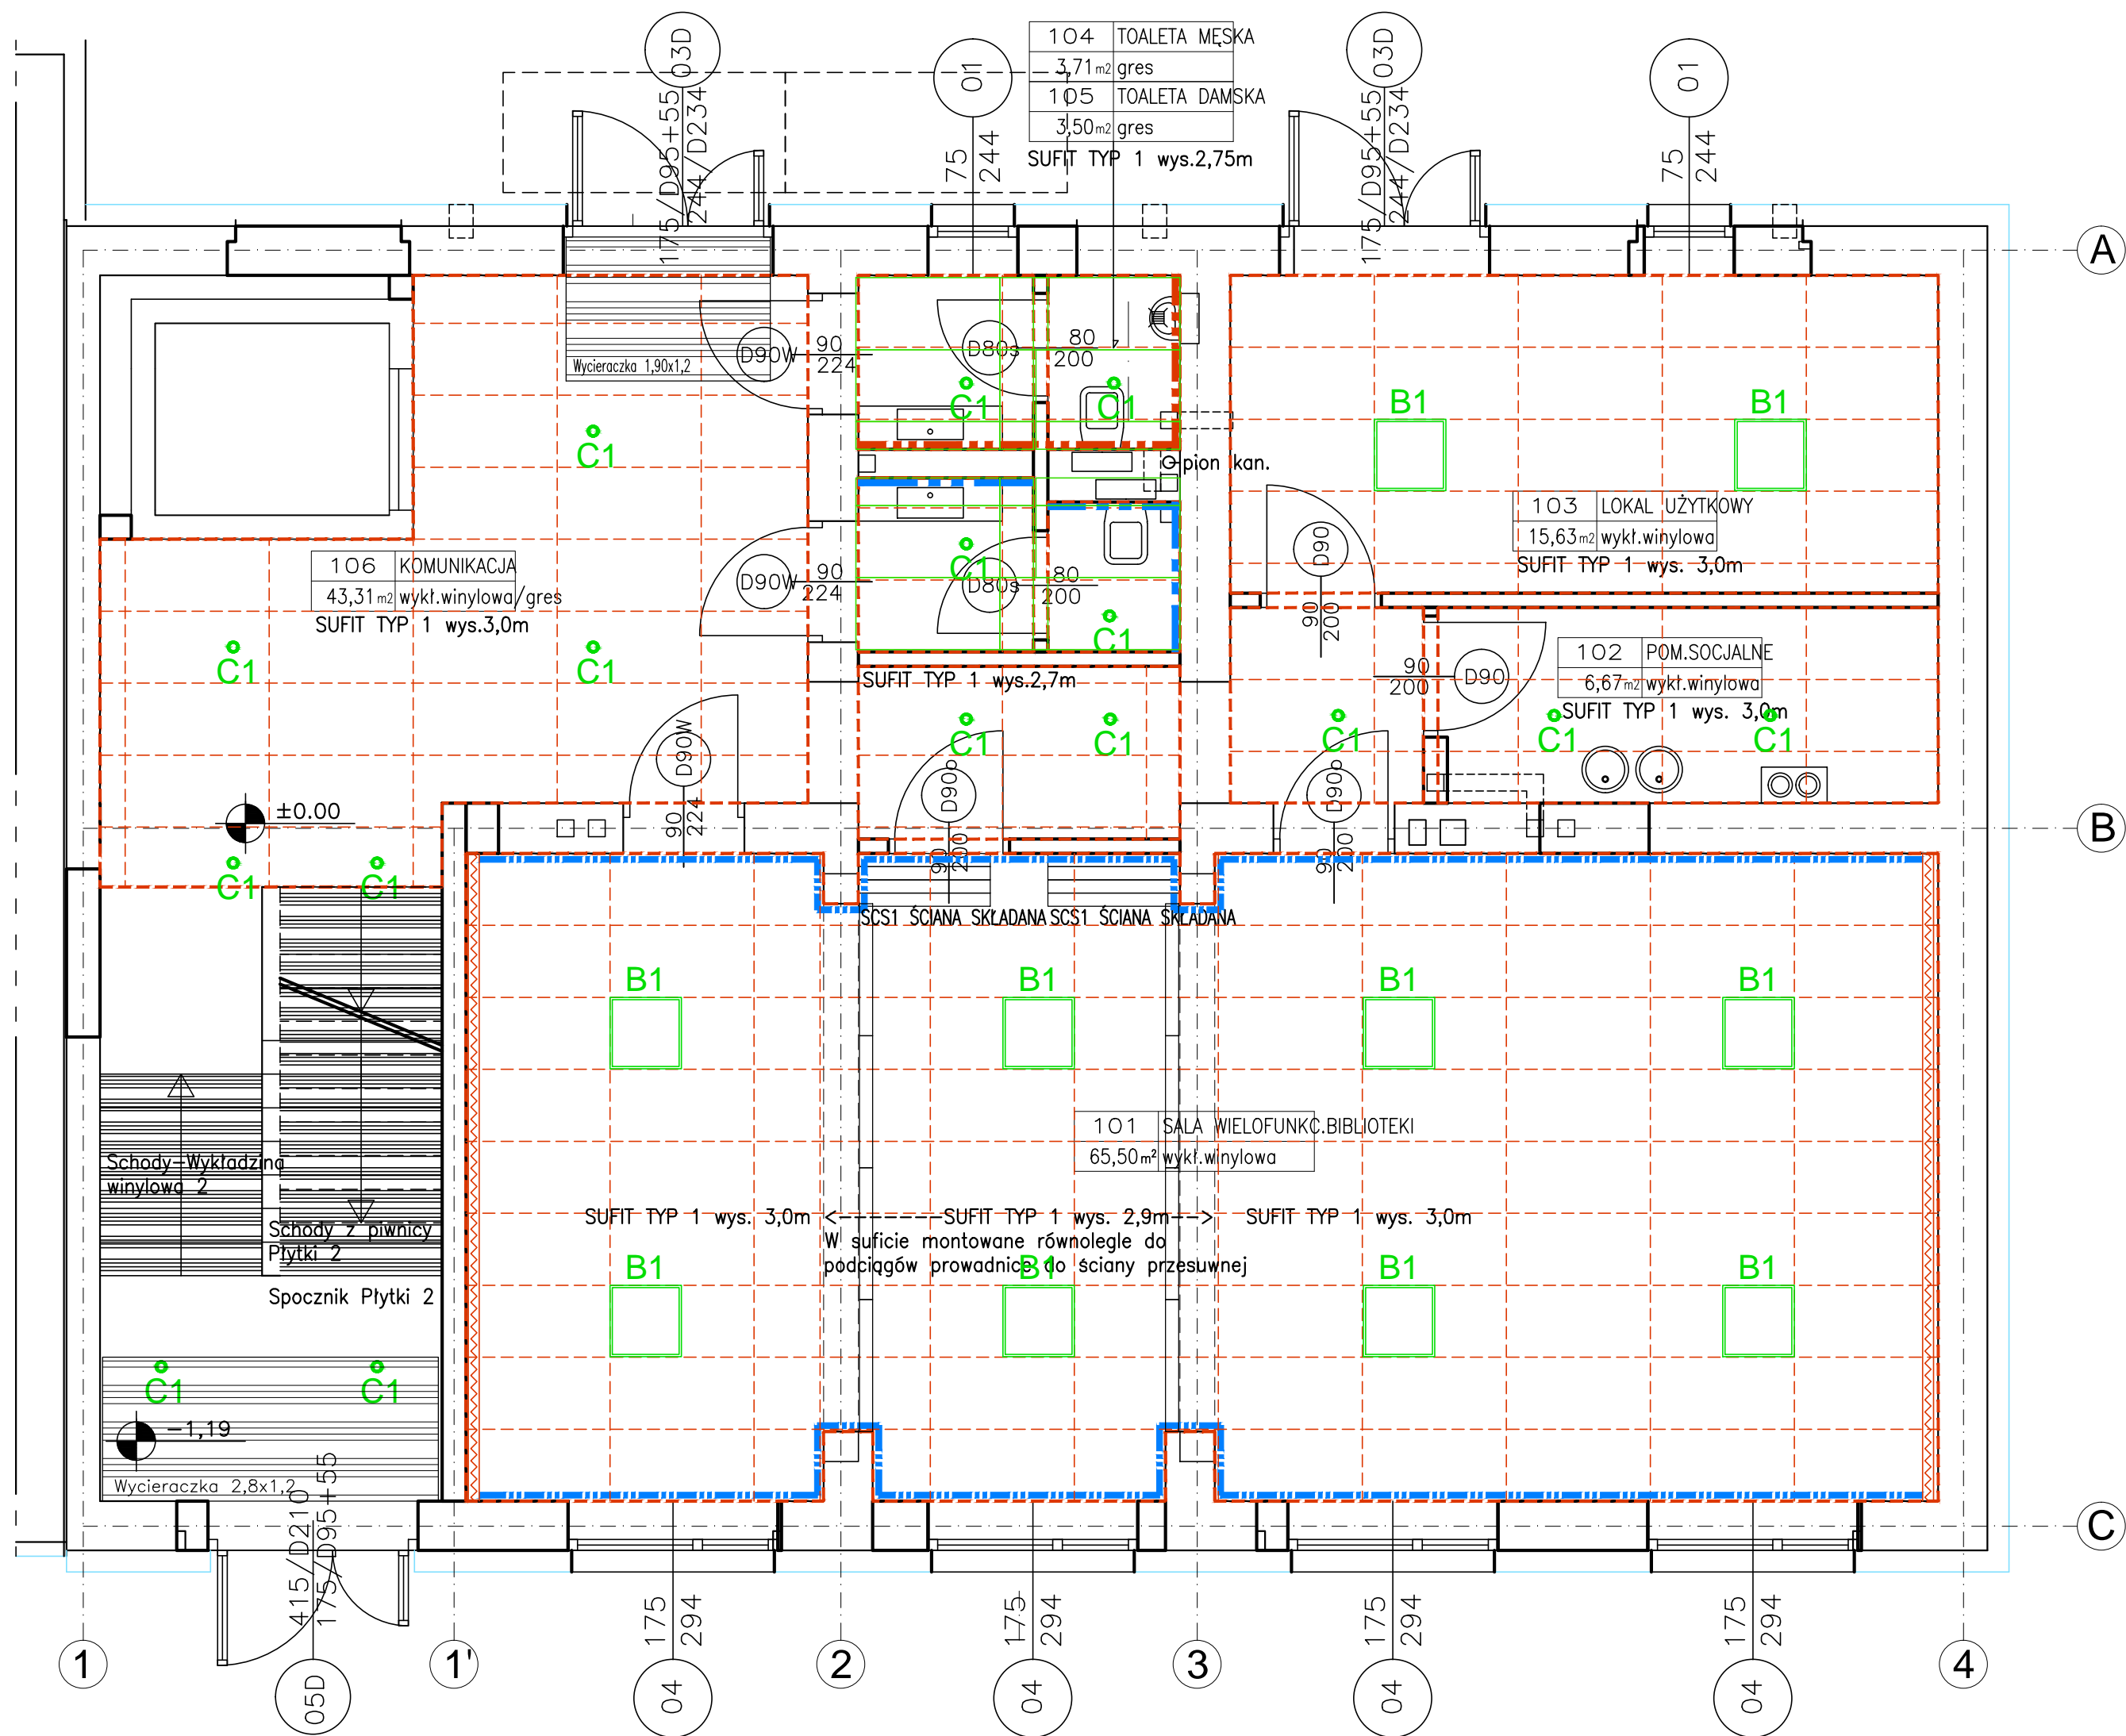 104 TOALETA MĘSKA
3,71 m2 gres
105 TOALETA DAMSKA
3,50 m2 gres
SUFIT TYP 1 wys.2,75m
03D
175/D95+55
244/D234
01
75
244
03D
175/D95+55
244/D234
01
75
244
A
Wycieraczka 1,90x1,2
D90W
90
224
D80s
80
200
C1
C1
C1
B1
B1
pion kan.
103 LOKAL UŻYTKOWY
15,63 m2 wykł.winylowa
SUFIT TYP 1 wys. 3,0m
106 KOMUNIKACJA
43,31 m2 wykł.winylowa/gres
SUFIT TYP 1 wys.3,0m
D90W
90
224
C1
D80s
80
200
D90
90
200
C1
C1
C1
102 POM.SOCJALNE
6,67 m2 wykł.winylowa
SUFIT TYP 1 wys. 3,0m
D90
90
200
SUFIT TYP 1 wys.2,7m
C1
C1
C1
C1
C1
D90W
90
224
D90p
90
200
D90p
90
200
±0.00
B
C1
C1
SCS1 ŚCIANA SKŁADANA
SCS1 ŚCIANA SKŁADANA
B1
B1
B1
B1
101 SALA WIELOFUNKC.BIBLIOTEKI
65,50 m² wykł.winylowa
Schody-Wykładzina
winylowa 2
Schody z piwnicy
Płytki 2
Spocznik Płytki 2
SUFIT TYP 1 wys. 3,0m
SUFIT TYP 1 wys. 2,9m
SUFIT TYP 1 wys. 3,0m
W suficie montowane równolegle do
podciągów prowadnice do ściany przesuwnej
B1
B1
B1
B1
C1
C1
-1,19
Wycieraczka 2,8x1,2
415/D210
175/D95+55
05D
C
175
294
04
175
294
04
175
294
04
175
294
04
1
1'
2
3
4